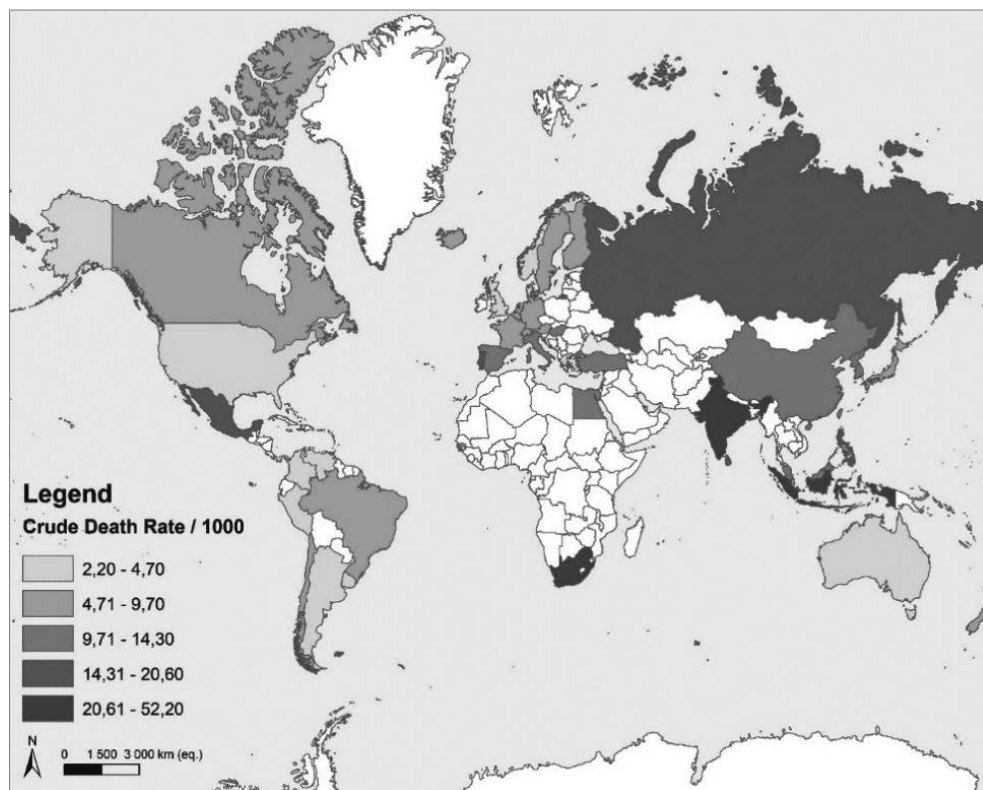 Legend
Crude Death Rate / 1000
2,20 - 4,70
4,71 - 9,70
9,71 - 14,30
14,31 - 20,60
20,61 - 52,20
N
0 1 500 3 000 km (eq.)